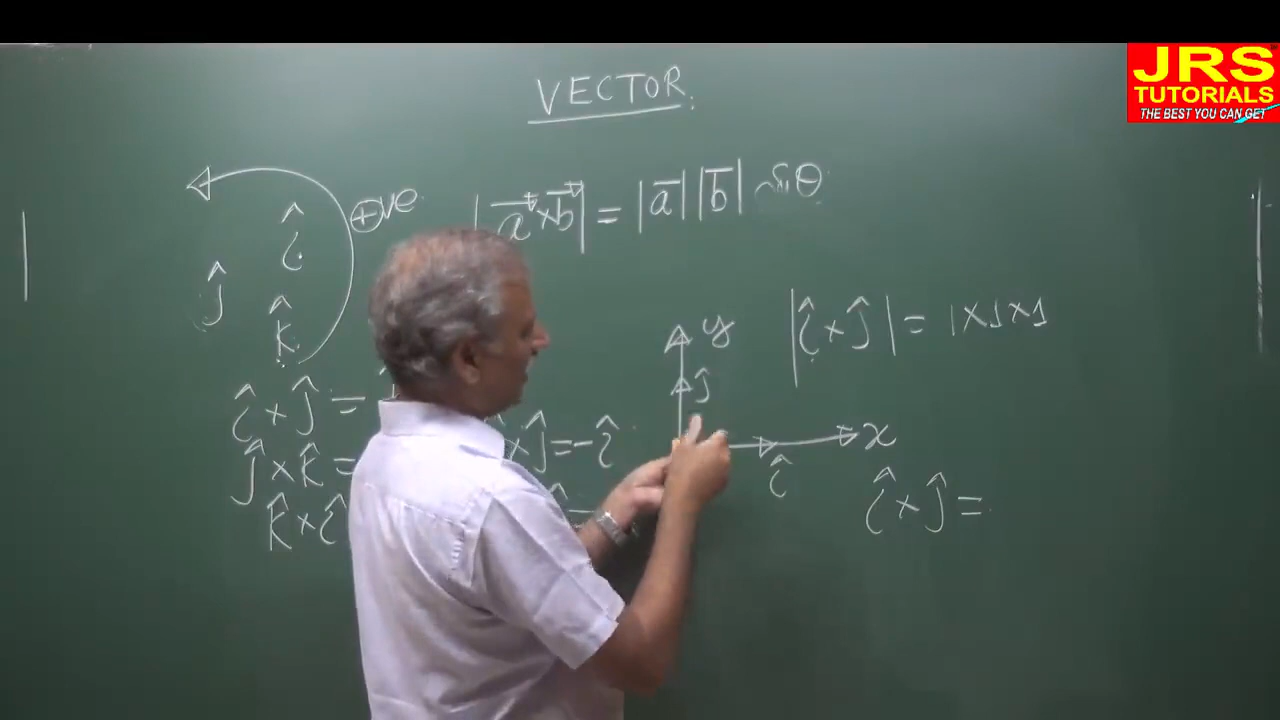 JRS
TUTORIALS
THE BEST YOU CAN GET
VECTOR
⊕ve
|a⃗×b⃗| = |a̅||b̅| sinθ
î
ĵ
k̂
î×ĵ =
ĵ×k̂ =
k̂×î
×ĵ=-î
y
ĵ
x
î
|î×ĵ| = 1×1×1
î×ĵ =